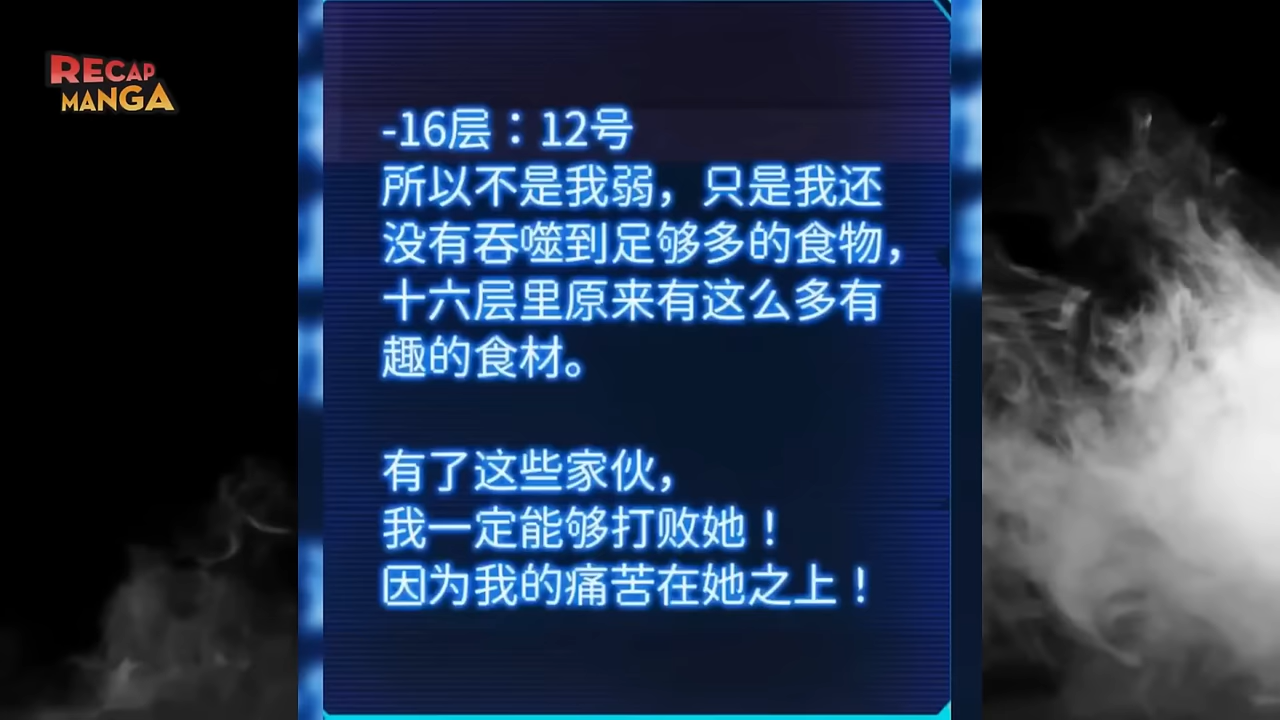 RECAP
MANGA
-16层：12号
所以不是我弱，只是我还
没有吞噬到足够多的食物，
十六层里原来有这么多有
趣的食材。
有了这些家伙，
我一定能够打败她！
因为我的痛苦在她之上！